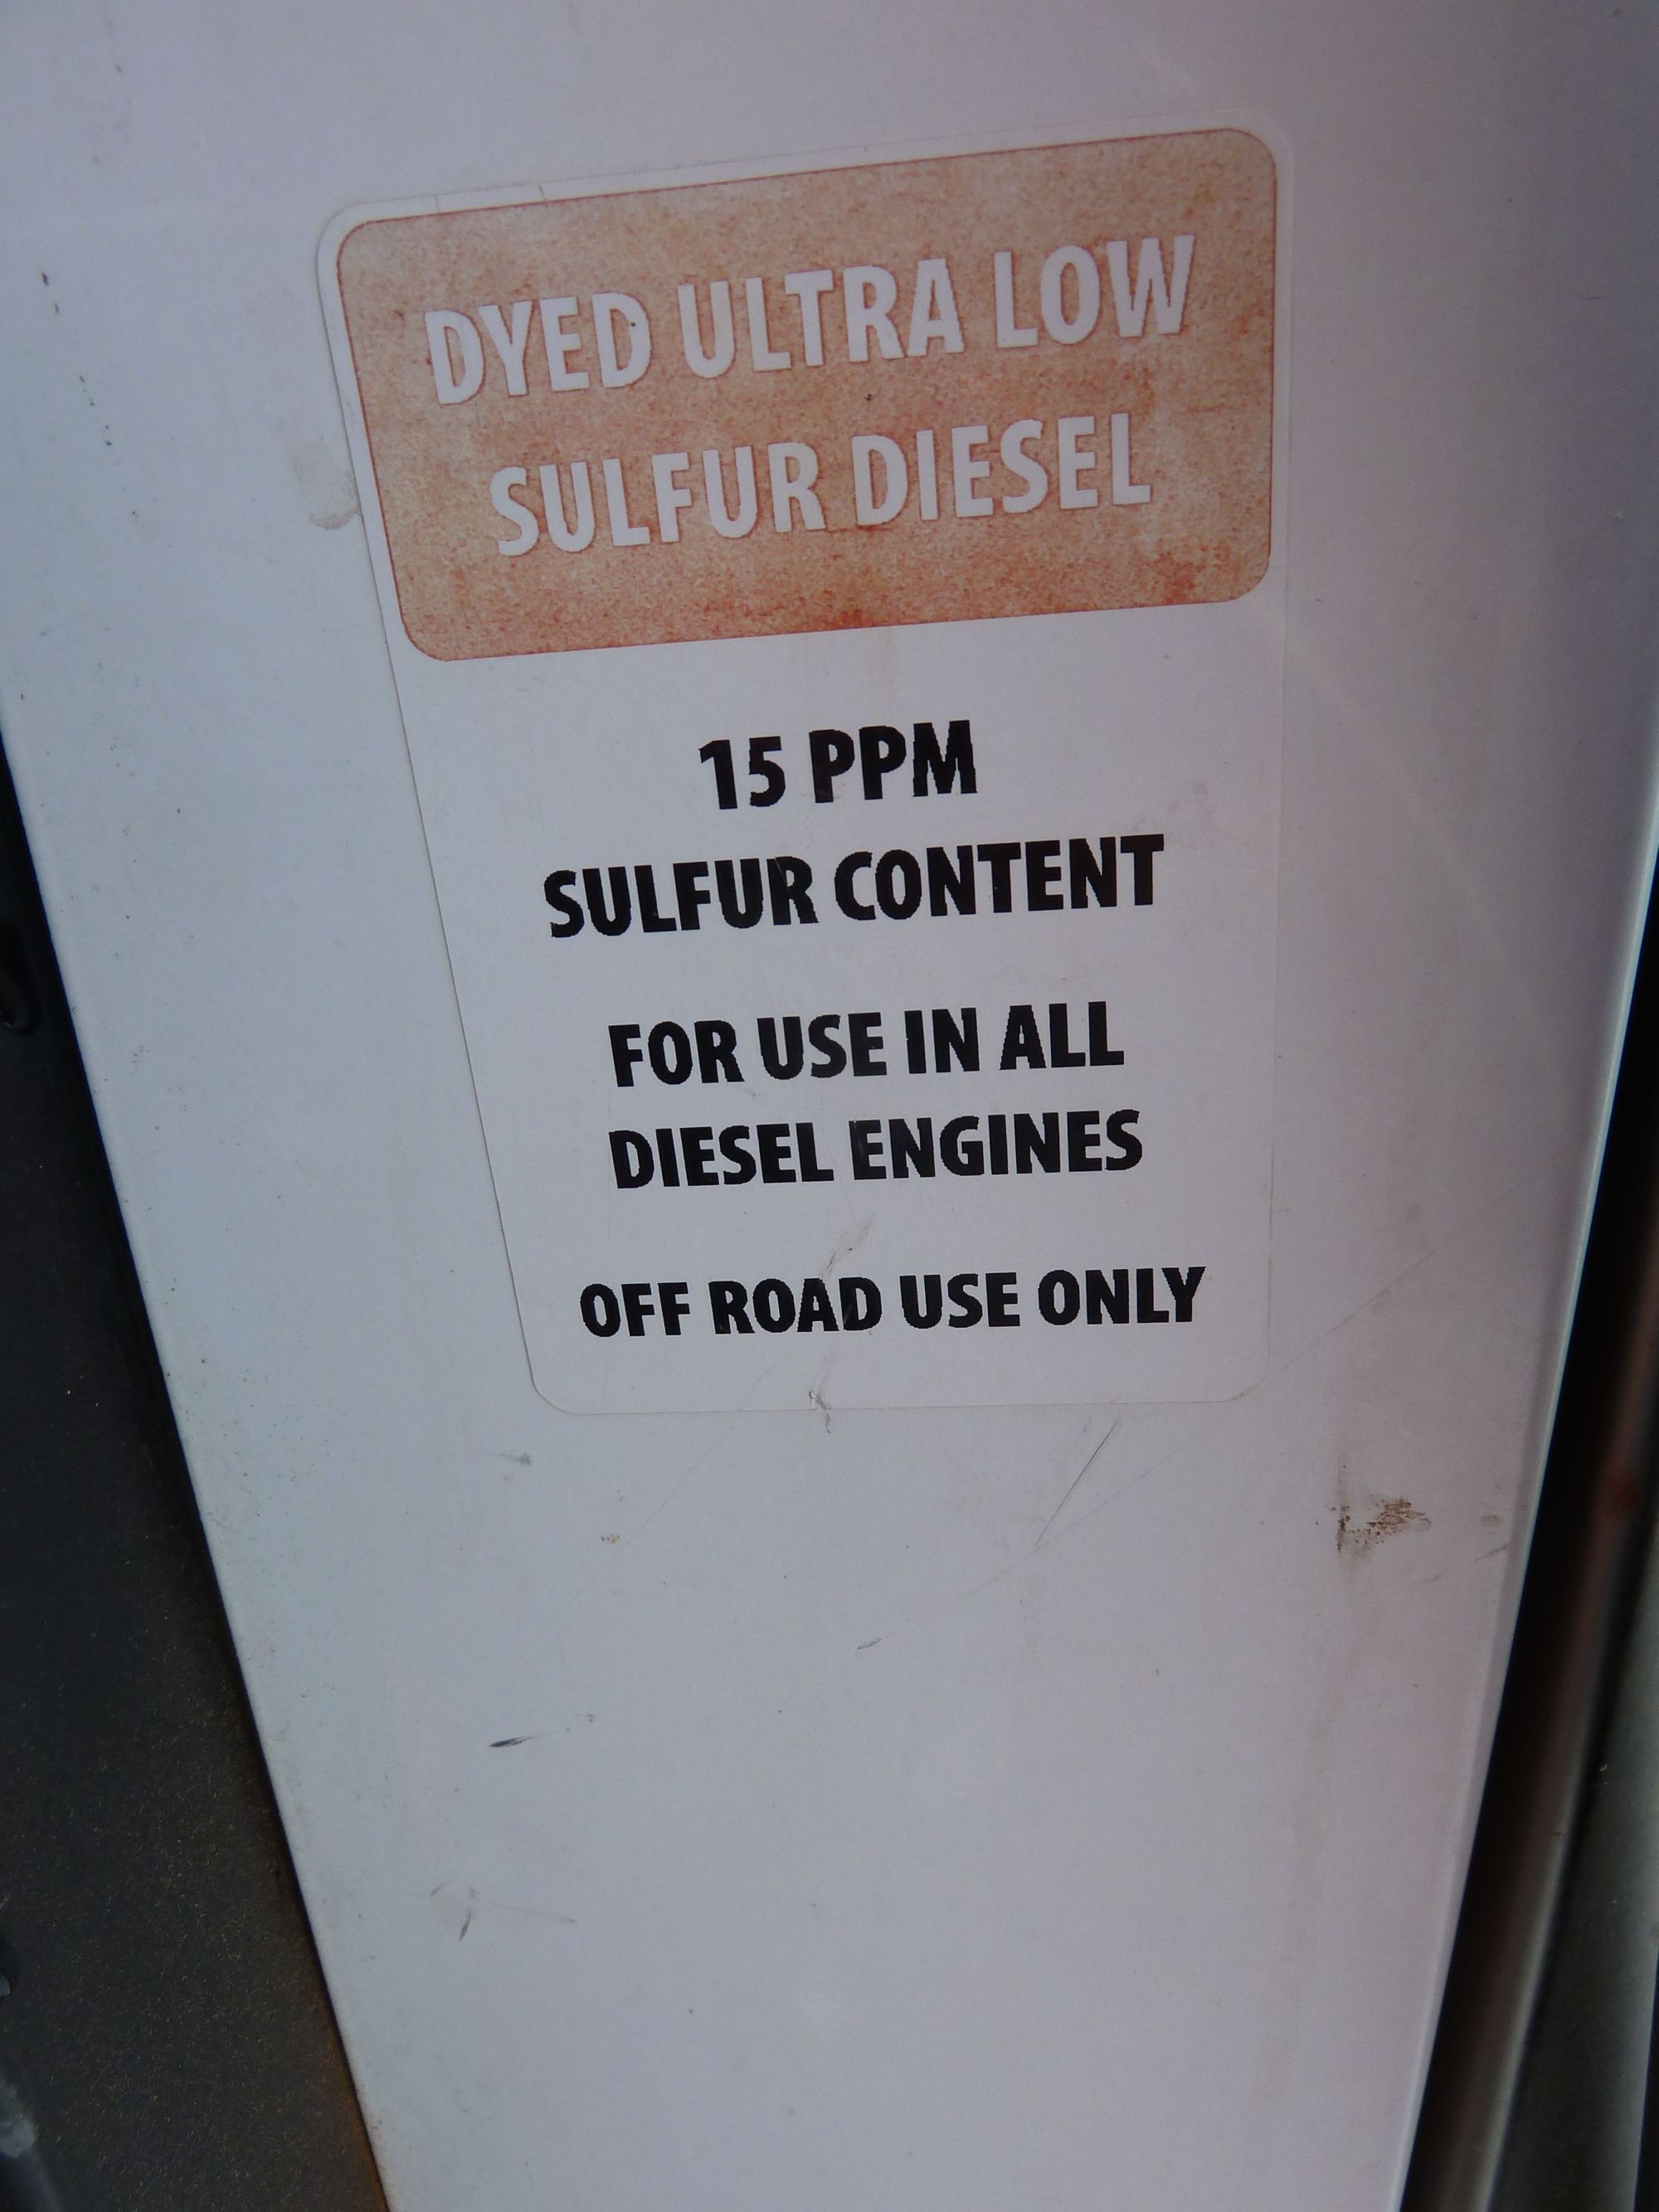 DYED ULTRA LOW
SULFUR DIESEL
15 PPM
SULFUR CONTENT
FOR USE IN ALL
DIESEL ENGINES
OFF ROAD USE ONLY